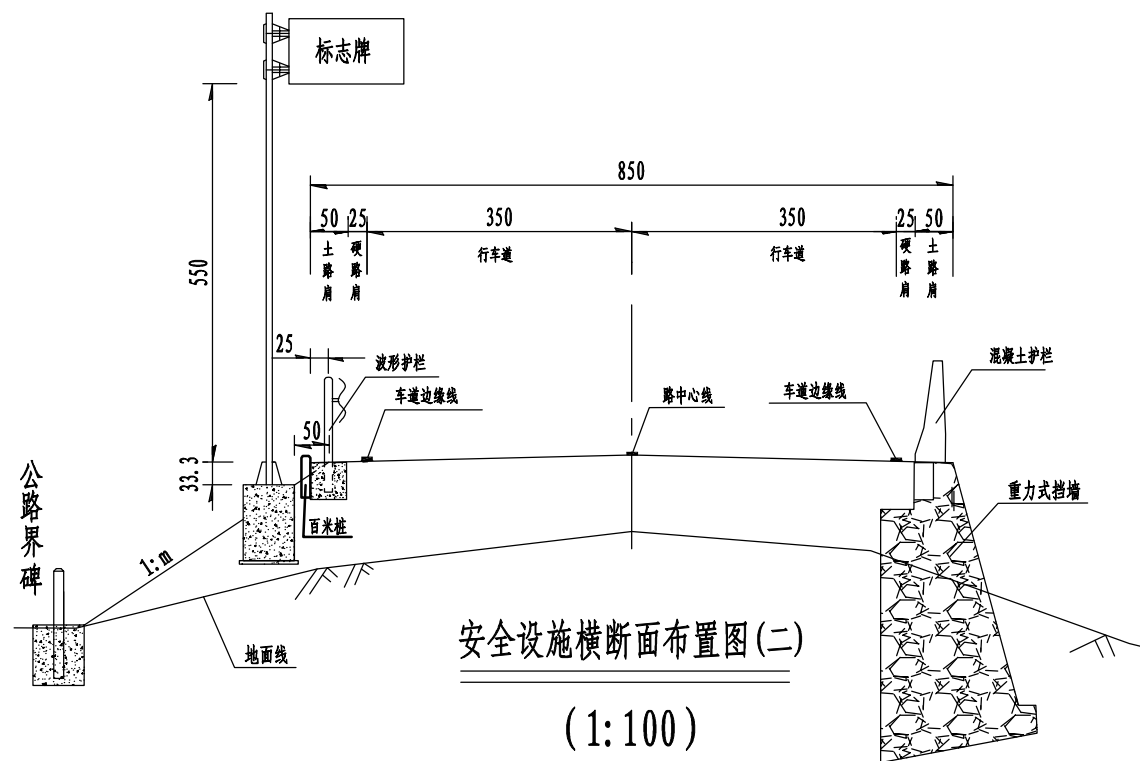 标志牌
850
50
25
350
350
25
50
土路肩
硬路肩
行车道
行车道
硬路肩
土路肩
550
25
波形护栏
混凝土护栏
车道边缘线
路中心线
车道边缘线
50
33.3
公路界碑
百米桩
重力式挡墙
1:m
地面线
安全设施横断面布置图(二)
(1:100)